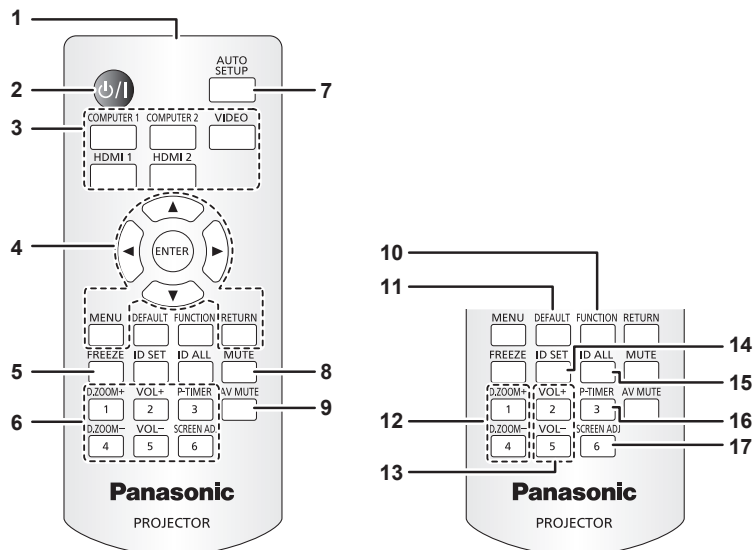 1
2
3
4
5
6
AUTO
SETUP
7
COMPUTER 1 COMPUTER 2 VIDEO
HDMI 1 HDMI 2
ENTER
MENU DEFAULT FUNCTION RETURN
FREEZE ID SET ID ALL MUTE
8
D.ZOOM+ VOL+ P-TIMER AV MUTE
1 2 3
9
D.ZOOM− VOL− SCREEN AD
4 5 6
Panasonic
PROJECTOR
10
11
MENU DEFAULT FUNCTION RETURN
14
FREEZE ID SET ID ALL MUTE
15
D.ZOOM+ VOL+ P-TIMER AV MUTE
12
1 2 3
16
D.ZOOM− VOL− SCREEN ADJ
4 5 6
17
13
Panasonic
PROJECTOR